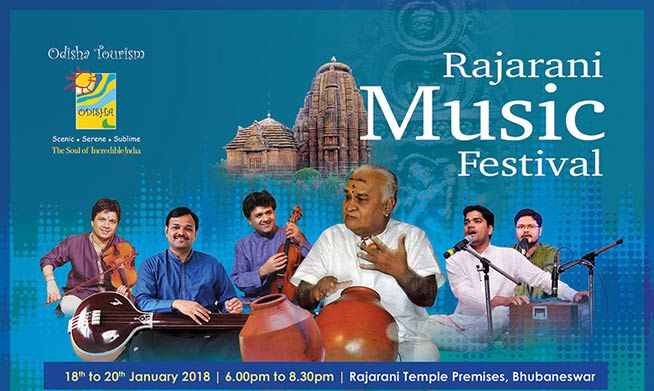 Odisha Tourism
ODISHA
Scenic • Serene • Sublime
The Soul of Incredible!ndia
Rajarani
Music
Festival
18th to 20th January 2018 | 6.00pm to 8.30pm | Rajarani Temple Premises, Bhubaneswar